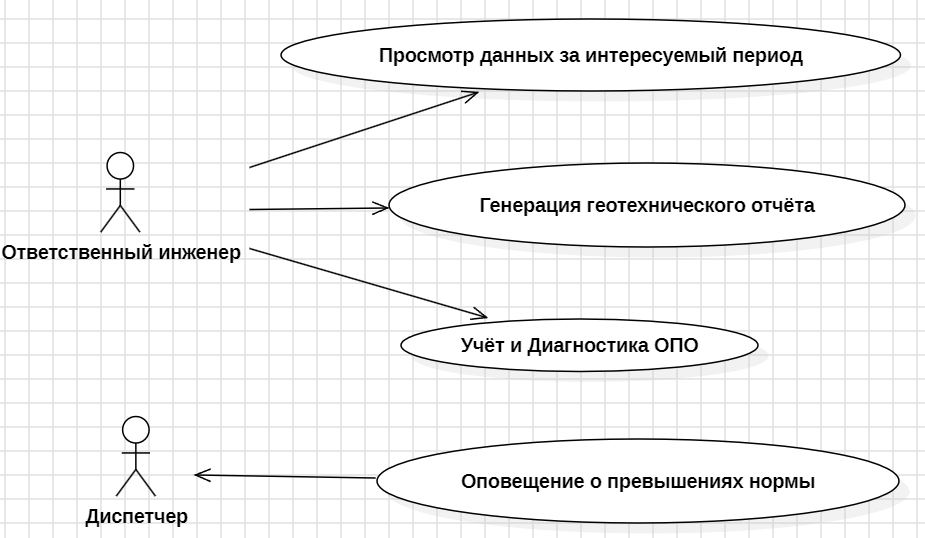 Просмотр данных за интересуемый период
Генерация геотехнического отчёта
Ответственный инженер
Учёт и Диагностика ОПО
Оповещение о превышениях нормы
Диспетчер